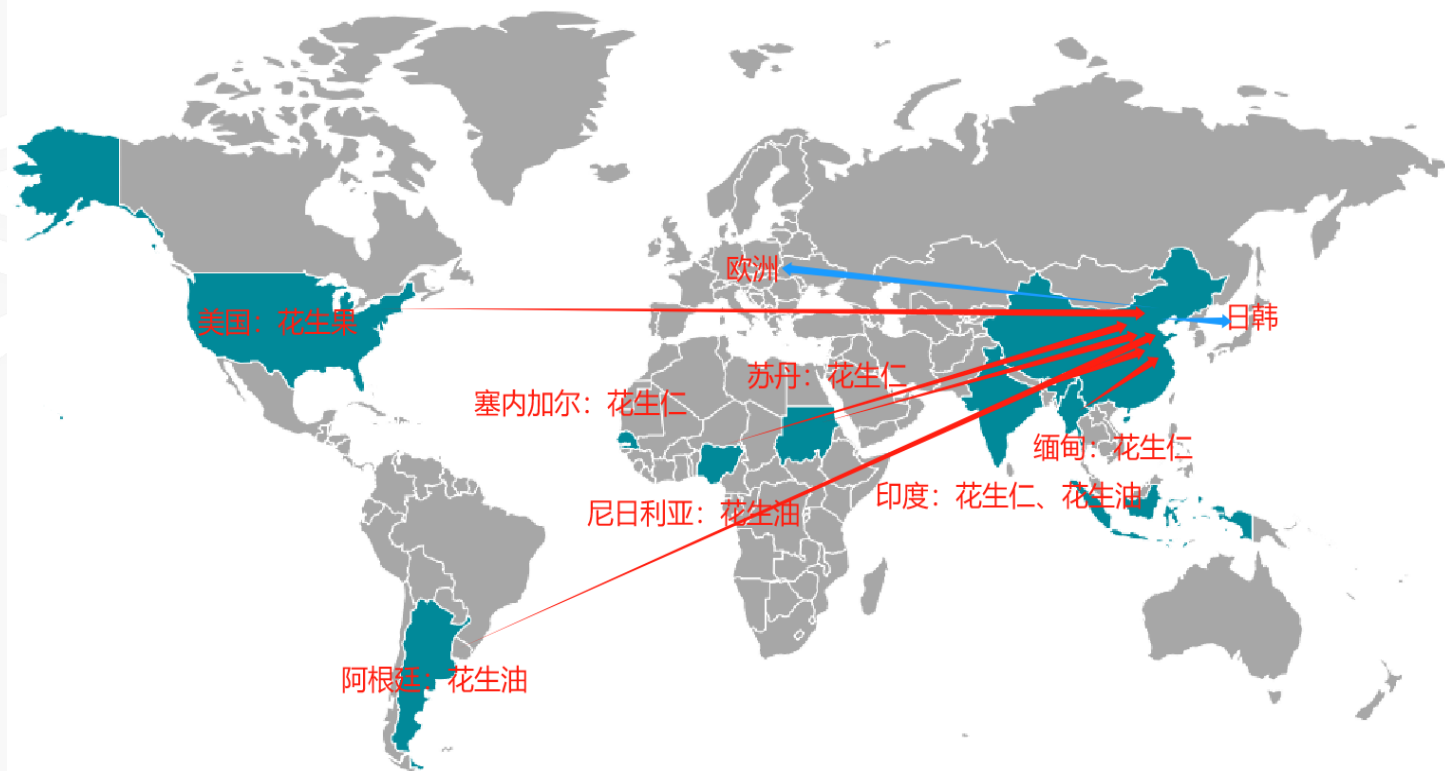 欧洲
日韩
美国：花生果
苏丹：花生仁
塞内加尔：花生仁
缅甸：花生仁
印度：花生仁、花生油
尼日利亚：花生油
阿根廷：花生油